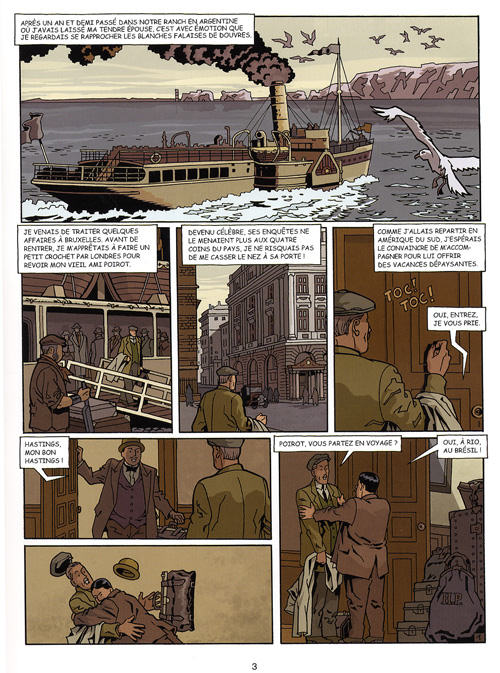 APRÈS UN AN ET DEMI PASSÉ DANS NOTRE RANCH EN ARGENTINE
OÙ J'AVAIS LAISSÉ MA TENDRE ÉPOUSE, C'EST AVEC ÉMOTION QUE
JE REGARDAIS SE RAPPROCHER LES BLANCHES FALAISES DE DOUVRES.
JE VENAIS DE TRAITER QUELQUES
AFFAIRES À BRUXELLES. AVANT DE
RENTRER, JE M'APPRÊTAIS À FAIRE UN
PETIT CROCHET PAR LONDRES POUR
REVOIR MON VIEIL AMI POIROT.
DEVENU CÉLÈBRE, SES ENQUÊTES NE
LE MENAIENT PLUS AUX QUATRE
COINS DU PAYS, JE NE RISQUAIS PAS
DE ME CASSER LE NEZ À SA PORTE !
COMME J'ALLAIS REPARTIR EN
AMÉRIQUE DU SUD, J'ESPÉRAIS
LE CONVAINCRE DE M'ACCOM-
PAGNER POUR LUI OFFRIR
DES VACANCES DÉPAYSANTES.
TOC!
TOC!
OUI, ENTREZ,
JE VOUS PRIE.
HASTINGS,
MON BON
HASTINGS !
POIROT, VOUS PARTEZ EN VOYAGE ?
OUI, À RIO,
AU BRÉSIL !
H.P.
1
3